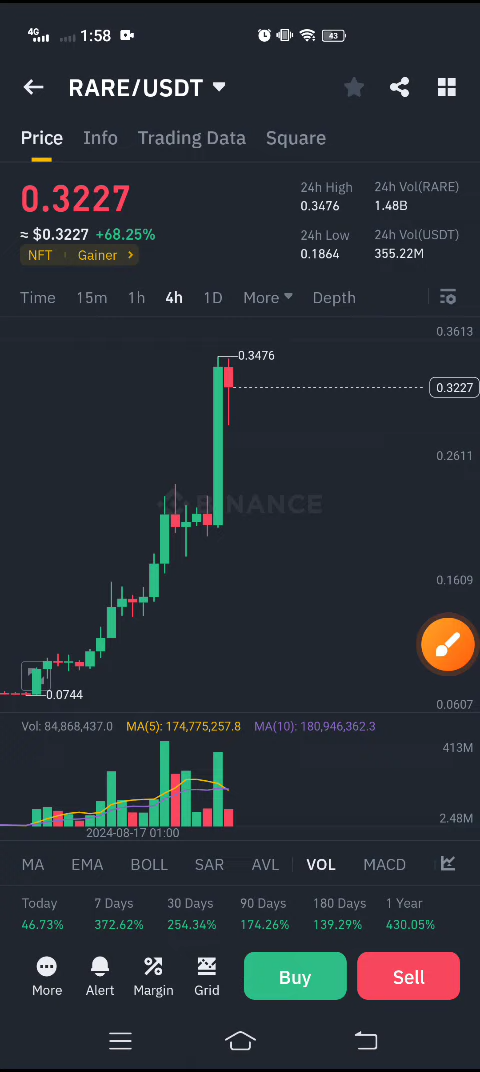 4G 1:58 43
RARE/USDT
Price Info Trading Data Square
0.3227
≈ $0.3227 +68.25%
NFT Gainer
24h High 24h Vol(RARE)
0.3476 1.48B
24h Low 24h Vol(USDT)
0.1864 355.22M
Time 15m 1h 4h 1D More Depth
0.3613
0.3476
0.3227
0.2611
BINANCE
0.1609
0.0744
0.0607
Vol: 84,868,437.0 MA(5): 174,775,257.8 MA(10): 180,946,362.3
413M
2.48M
2024-08-17 01:00
MA EMA BOLL SAR AVL VOL MACD
Today 7 Days 30 Days 90 Days 180 Days 1 Year
46.73% 372.62% 254.34% 174.26% 139.29% 430.05%
More Alert Margin Grid Buy Sell